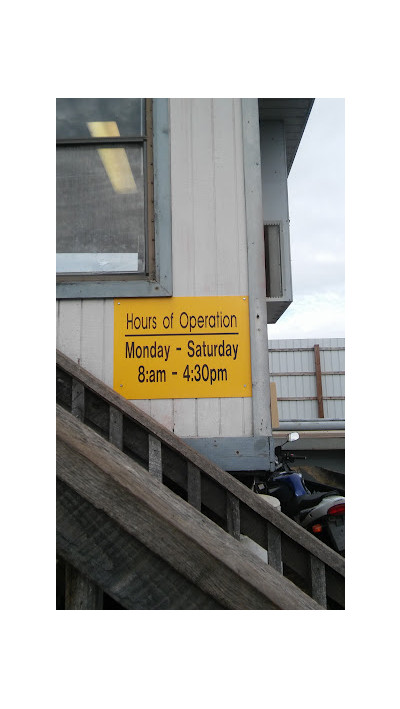 Hours of Operation
Monday - Saturday
8:am - 4:30pm